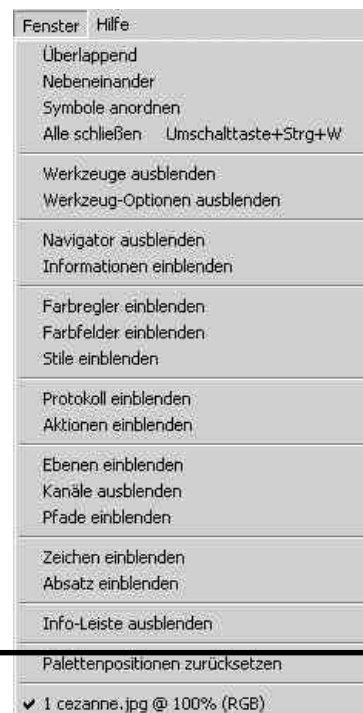 Fenster Hilfe
Überlappend
Nebeneinander
Symbole anordnen
Alle schließen Umschalttaste+Strg+W
Werkzeuge ausblenden
Werkzeug-Optionen ausblenden
Navigator ausblenden
Informationen einblenden
Farbregler einblenden
Farbfelder einblenden
Stile einblenden
Protokoll einblenden
Aktionen einblenden
Ebenen einblenden
Kanäle ausblenden
Pfade einblenden
Zeichen einblenden
Absatz einblenden
Info-Leiste ausblenden
Palettenpositionen zurücksetzen
✔ 1 cezanne.jpg @ 100% (RGB)